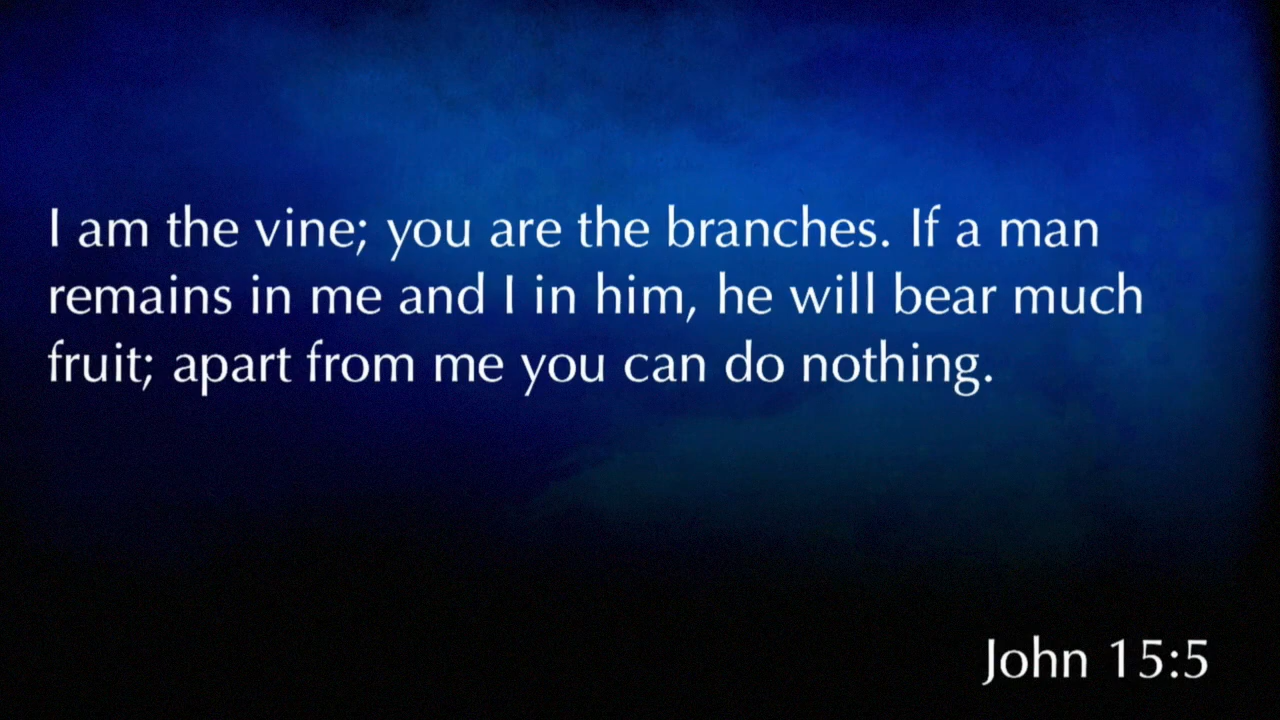 I am the vine; you are the branches. If a man
remains in me and I in him, he will bear much
fruit; apart from me you can do nothing.
John 15:5